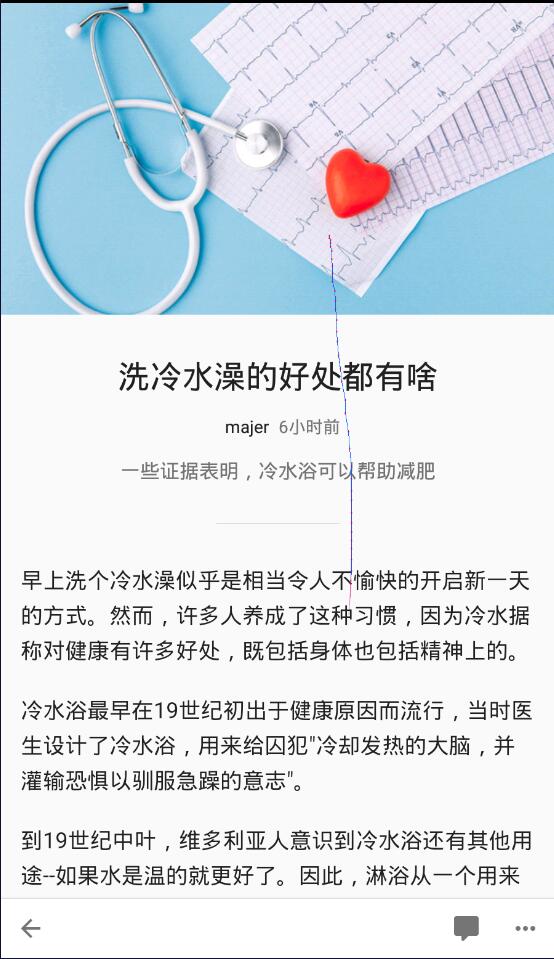 洗冷水澡的好处都有啥
majer 6小时前
一些证据表明，冷水浴可以帮助减肥
早上洗个冷水澡似乎是相当令人不愉快的开启新一天
的方式。然而，许多人养成了这种习惯，因为冷水据
称对健康有许多好处，既包括身体也包括精神上的。
冷水浴最早在19世纪初出于健康原因而流行，当时医
生设计了冷水浴，用来给囚犯"冷却发热的大脑，并
灌输恐惧以驯服急躁的意志"。
到19世纪中叶，维多利亚人意识到冷水浴还有其他用
途--如果水是温的就更好了。因此，淋浴从一个用来